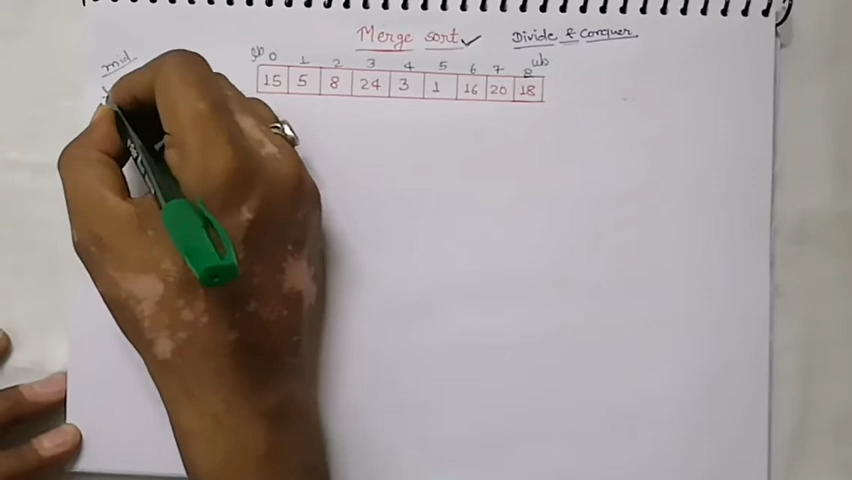 Merge sort✓ Divide & Conquer
mid
lb 0 1 2 3 4 5 6 7 8 ub
15 5 8 24 3 1 16 20 18